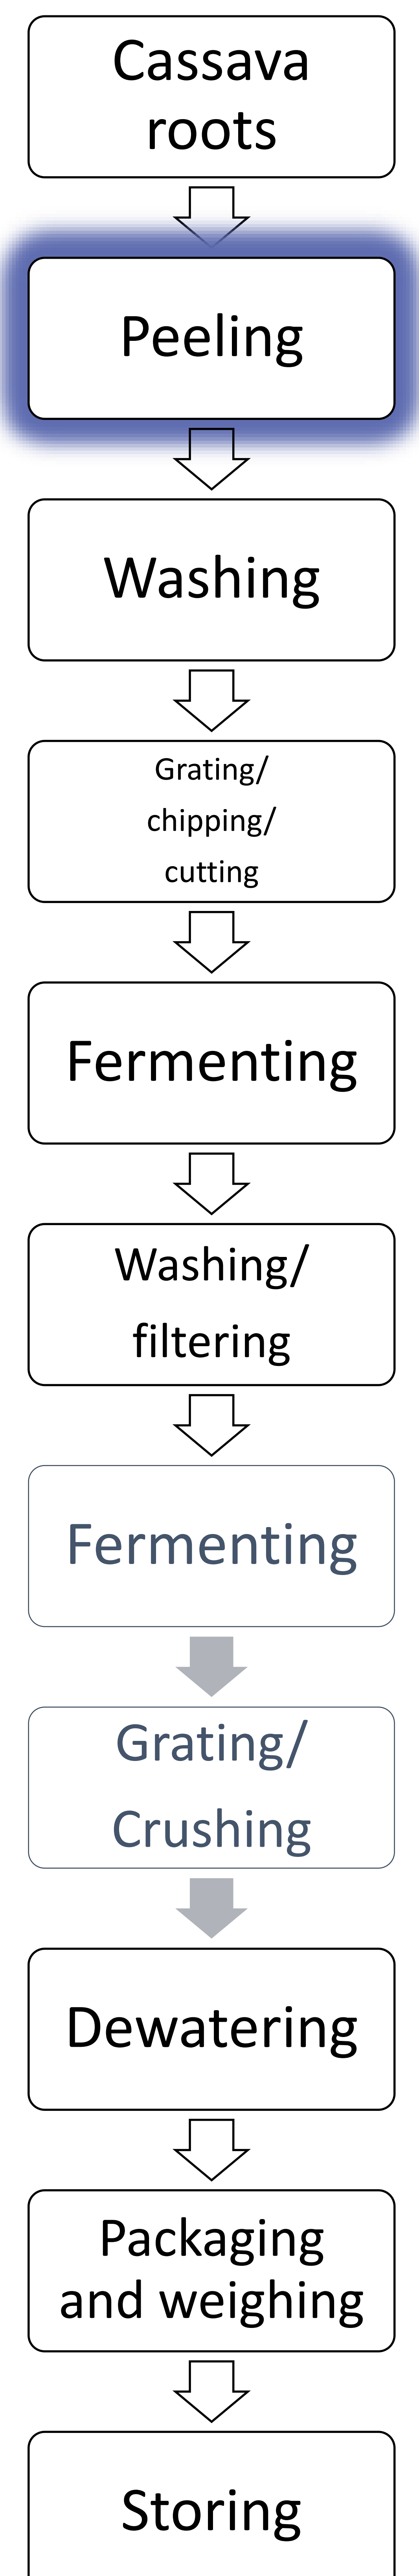 Cassava
roots
Peeling
Washing
Grating/
chipping/
cutting
Fermenting
Washing/
filtering
Fermenting
Grating/
Crushing
Dewatering
Packaging
and weighing
Storing